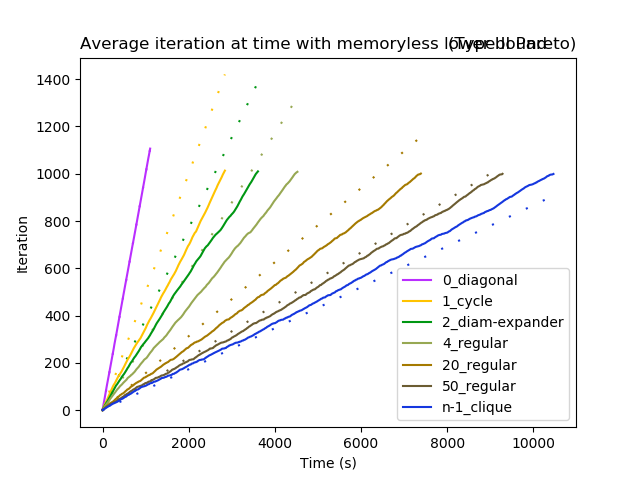 Average iteration at time with memoryless lower bound
(Type II Pareto)
1400
1200
1000
800
600
400
200
0
Iteration
0 2000 4000 6000 8000 10000
Time (s)
0_diagonal
1_cycle
2_diam-expander
4_regular
20_regular
50_regular
n-1_clique